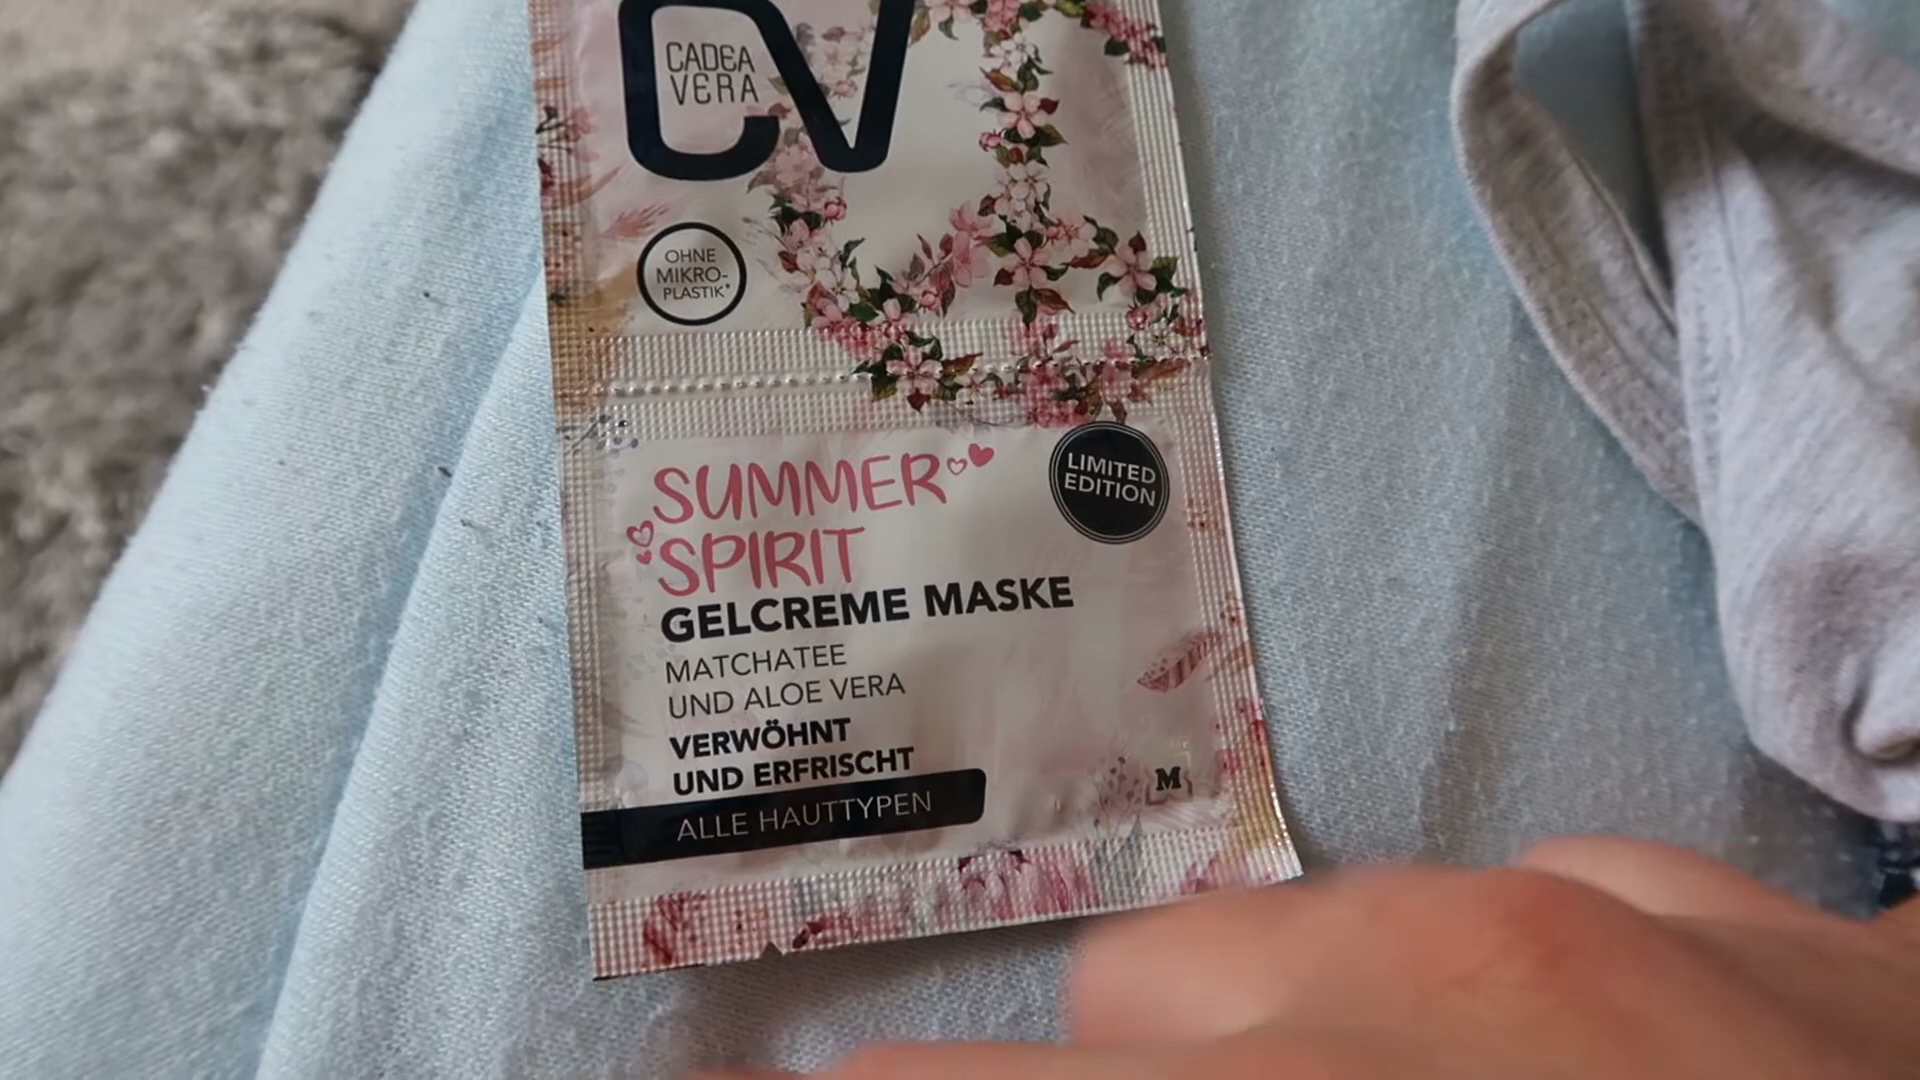 CV
CADEA
VERA
OHNE
MIKRO-
PLASTIK*
SUMMER
SPIRIT
LIMITED
EDITION
GELCREME MASKE
MATCHATEE
UND ALOE VERA
VERWÖHNT
UND ERFRISCHT
ALLE HAUTTYPEN
M